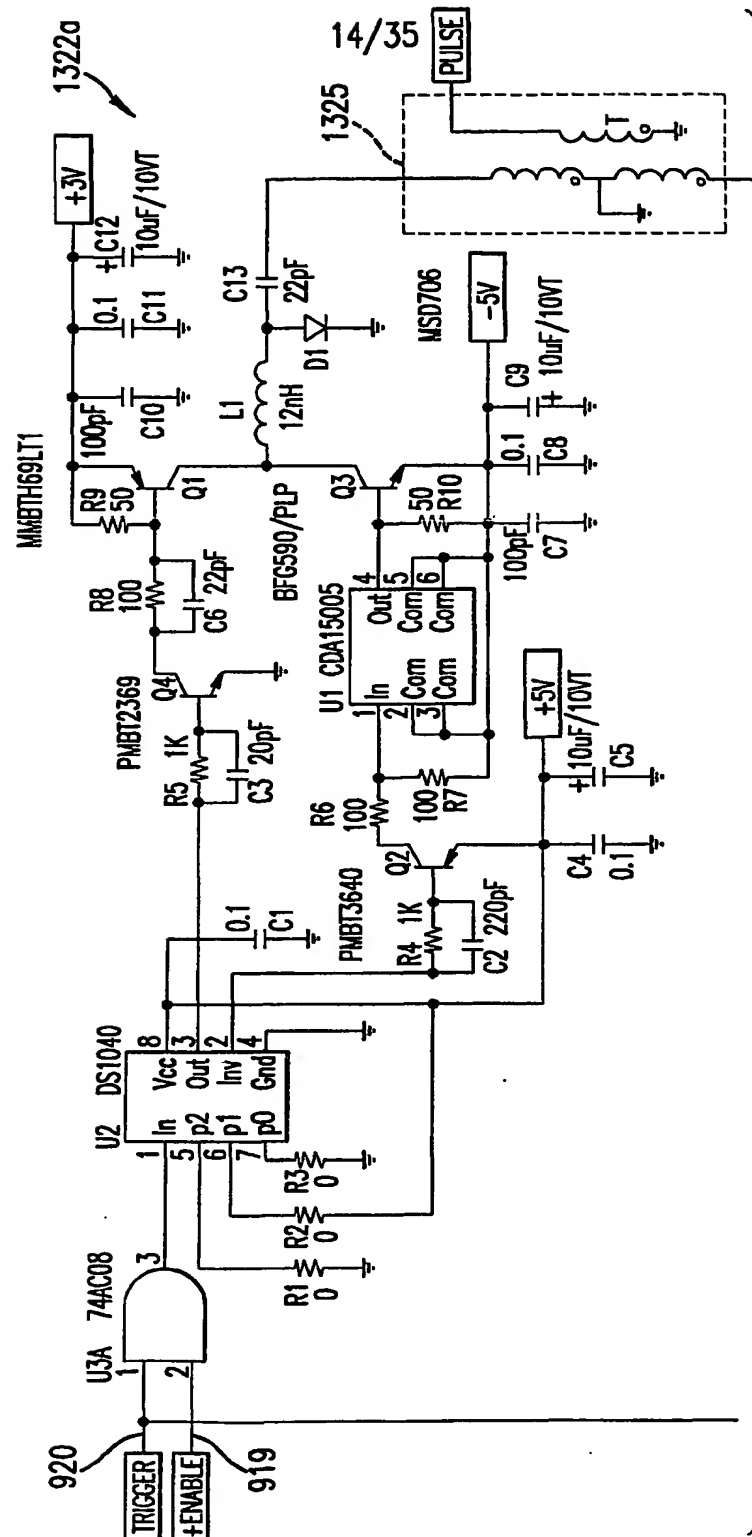 14/35
1322a
PULSE
1325
T
+3V
C12
+
10uF/10VT
0.1
C11
100pF
C10
C13
22pF
D1
L1
12nH
MMBTH69LT1
R9
50
Q1
R8
100
22pF
C6
PMBT2369
Q4
R5
1K
20pF
C3
BFG590/PLP
Q3
MSD706
-5V
C9
10uF/10VT
+
0.1
C8
50
R10
100pF
C7
U1 CDA15005
1 In Out 4
2 Com Com 5
3 Com Com 6
R6
100
100
R7
Q2
PMBT3640
R4
1K
C2
220pF
+5V
+
10uF/10VT
C5
C4
0.1
0.1
C1
U2 DS1040
1 In Vcc 8
5 p2 Out 3
6 p1 Inv 2
7 p0 Gnd 4
R3
0
R2
0
R1
0
U3A 74AC08
1
2
3
920
TRIGGER
+ENABLE
919